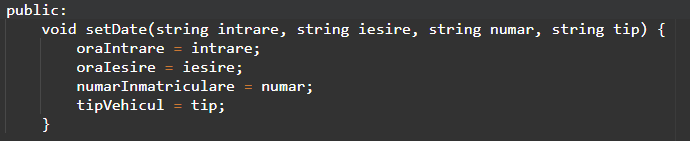 public:
    void setDate(string intrare, string iesire, string numar, string tip) {
        oraIntrare = intrare;
        oraIesire = iesire;
        numarInmatriculare = numar;
        tipVehicul = tip;
    }